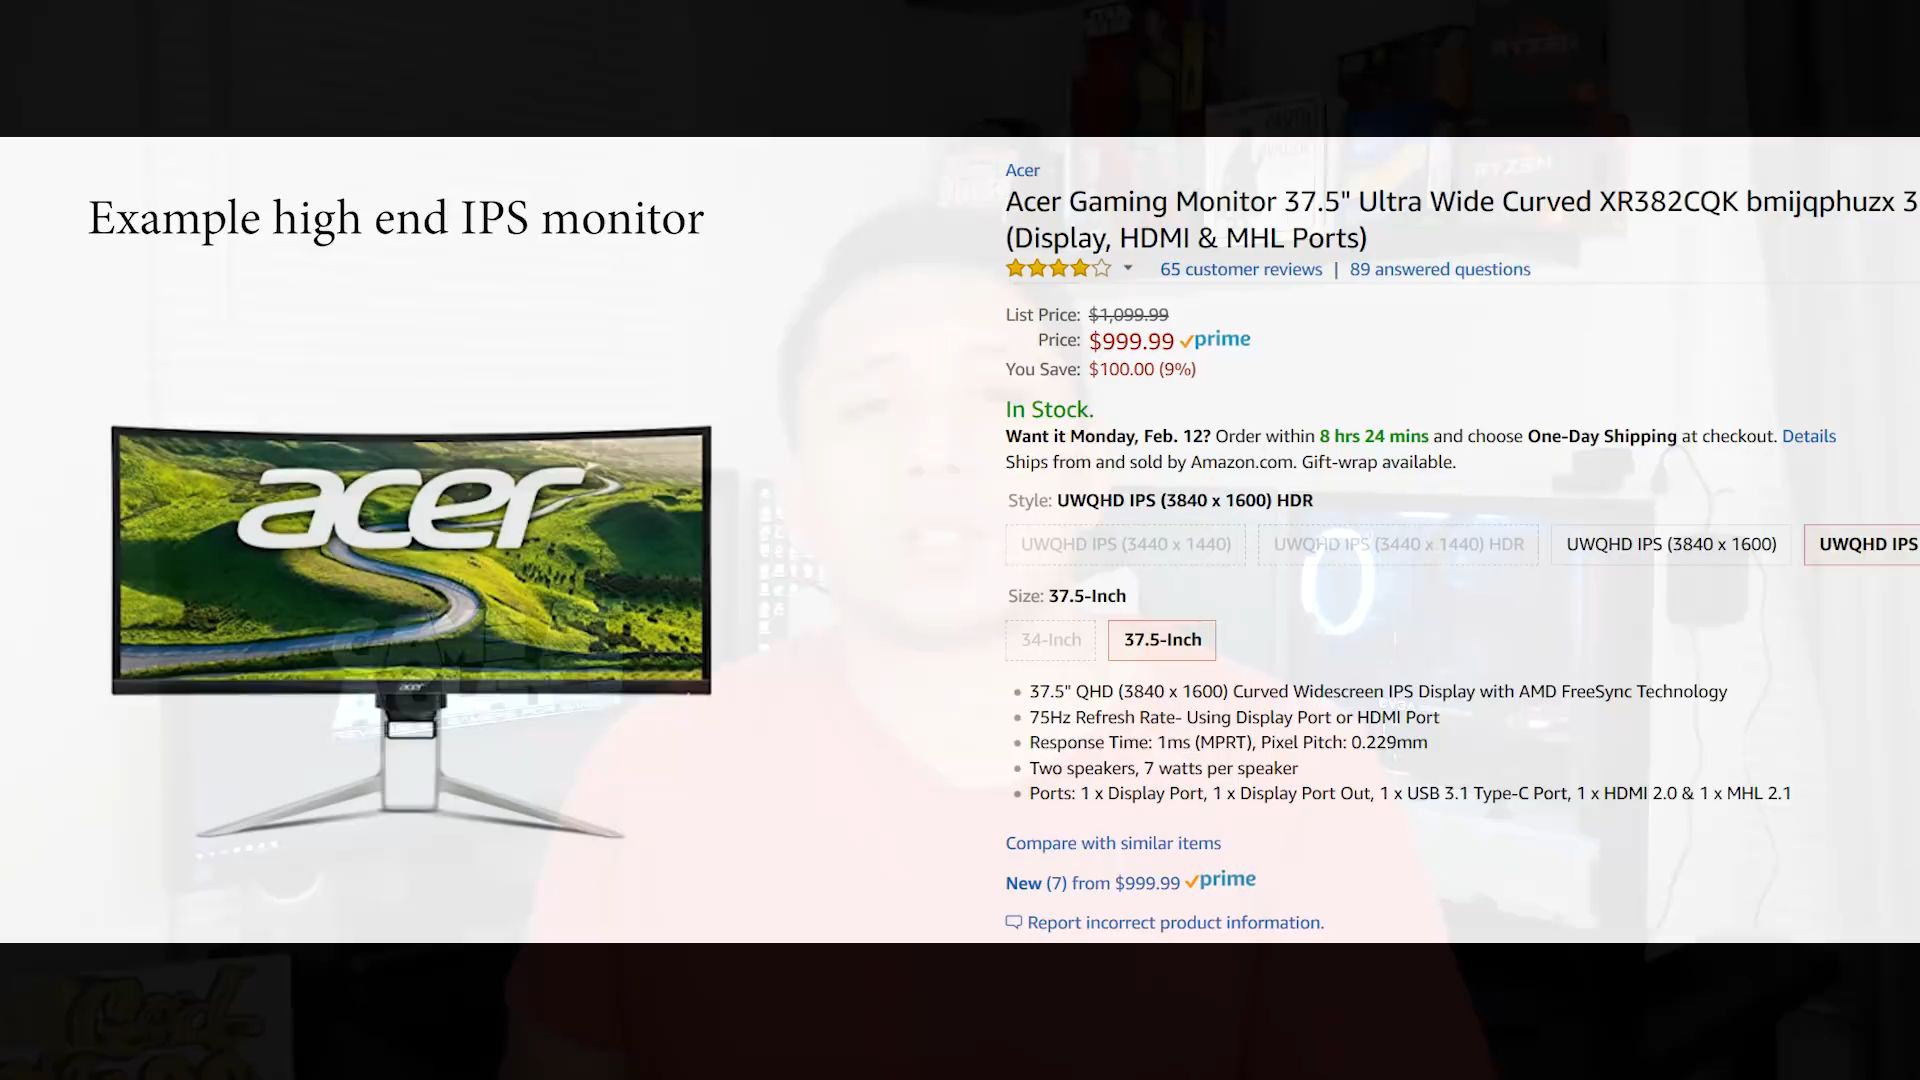 Example high end IPS monitor
acer
acer
Acer
Acer Gaming Monitor 37.5" Ultra Wide Curved XR382CQK bmijqphuzx 3
(Display, HDMI & MHL Ports)
65 customer reviews | 89 answered questions
List Price: $1,099.99
Price: $999.99 prime
You Save: $100.00 (9%)
In Stock.
Want it Monday, Feb. 12? Order within 8 hrs 24 mins and choose One-Day Shipping at checkout. Details
Ships from and sold by Amazon.com. Gift-wrap available.
Style: UWQHD IPS (3840 x 1600) HDR
UWQHD IPS (3440 x 1440) UWQHD IPS (3440 x 1440) HDR UWQHD IPS (3840 x 1600) UWQHD IPS
Size: 37.5-Inch
34-Inch 37.5-Inch
37.5" QHD (3840 x 1600) Curved Widescreen IPS Display with AMD FreeSync Technology
75Hz Refresh Rate- Using Display Port or HDMI Port
Response Time: 1ms (MPRT), Pixel Pitch: 0.229mm
Two speakers, 7 watts per speaker
Ports: 1 x Display Port, 1 x Display Port Out, 1 x USB 3.1 Type-C Port, 1 x HDMI 2.0 & 1 x MHL 2.1
Compare with similar items
New (7) from $999.99 prime
Report incorrect product information.
STAR WARS
RYZEN
RYZEN